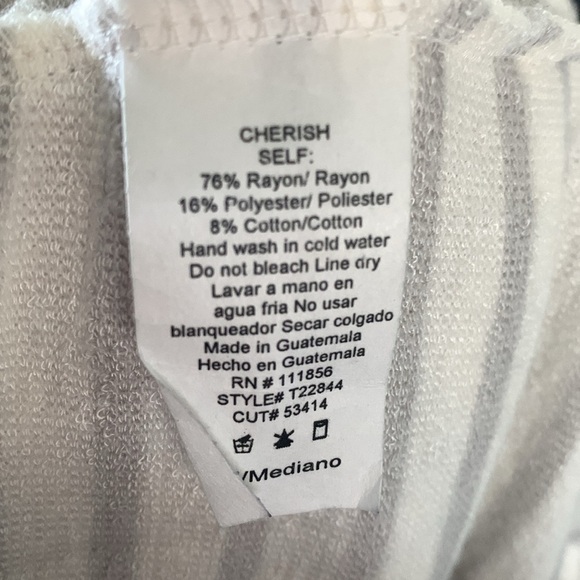 CHERISH
SELF:
76% Rayon/ Rayon
16% Polyester/ Poliester
8% Cotton/Cotton
Hand wash in cold water
Do not bleach Line dry
Lavar a mano en
agua fria No usar
blanqueador Secar colgado
Made in Guatemala
Hecho en Guatemala
RN # 111856
STYLE# T22844
CUT# 53414
/Mediano